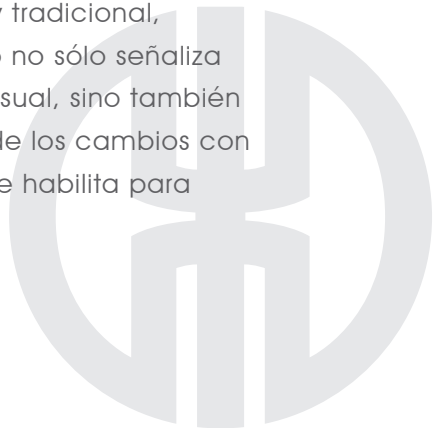 tradicional,
no sólo señaliza
sino también
los cambios con
habilita para